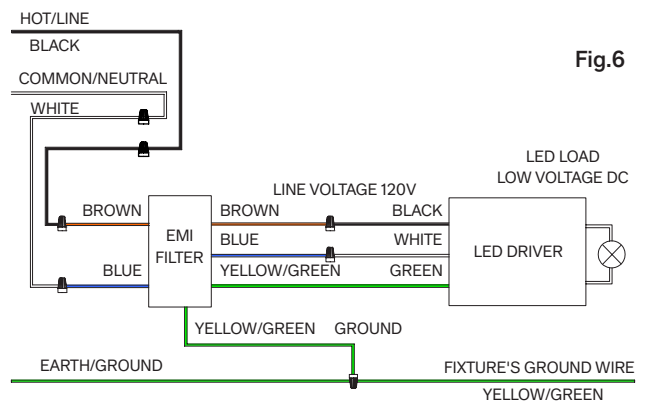 HOT/LINE
BLACK
Fig.6
COMMON/NEUTRAL
WHITE
LED LOAD
LOW VOLTAGE DC
LINE VOLTAGE 120V
BROWN
EMI
FILTER
BROWN
BLACK
BLUE
WHITE
LED DRIVER
BLUE
YELLOW/GREEN
GREEN
YELLOW/GREEN
GROUND
EARTH/GROUND
FIXTURE'S GROUND WIRE
YELLOW/GREEN